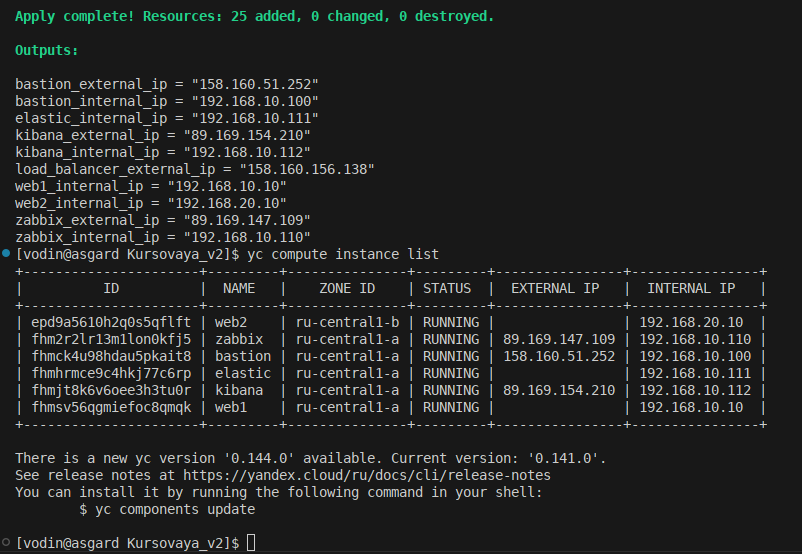 Apply complete! Resources: 25 added, 0 changed, 0 destroyed.
Outputs:
bastion_external_ip = "158.160.51.252"
bastion_internal_ip = "192.168.10.100"
elastic_internal_ip = "192.168.10.111"
kibana_external_ip = "89.169.154.210"
kibana_internal_ip = "192.168.10.112"
load_balancer_external_ip = "158.160.156.138"
web1_internal_ip = "192.168.10.10"
web2_internal_ip = "192.168.20.10"
zabbix_external_ip = "89.169.147.109"
zabbix_internal_ip = "192.168.10.110"
[vodin@asgard Kursovaya_v2]$ yc compute instance list
+----------------------+---------+---------------+---------+----------------+----------------+
|          ID          |  NAME   |    ZONE ID    | STATUS  |  EXTERNAL IP   |  INTERNAL IP   |
+----------------------+---------+---------------+---------+----------------+----------------+
| epd9a5610h2q0s5qflft | web2    | ru-central1-b | RUNNING |                | 192.168.20.10  |
| fhm2r2lr13m1lon0kfj5 | zabbix  | ru-central1-a | RUNNING | 89.169.147.109 | 192.168.10.110 |
| fhmck4u98hdau5pkait8 | bastion | ru-central1-a | RUNNING | 158.160.51.252 | 192.168.10.100 |
| fhmhrmce9c4hkj77c6rp | elastic | ru-central1-a | RUNNING |                | 192.168.10.111 |
| fhmjt8k6v6oee3h3tu0r | kibana  | ru-central1-a | RUNNING | 89.169.154.210 | 192.168.10.112 |
| fhmsv56qgmiefoc8qmqk | web1    | ru-central1-a | RUNNING |                | 192.168.10.10  |
+----------------------+---------+---------------+---------+----------------+----------------+
There is a new yc version '0.144.0' available. Current version: '0.141.0'.
See release notes at https://yandex.cloud/ru/docs/cli/release-notes
You can install it by running the following command in your shell:
        $ yc components update
[vodin@asgard Kursovaya_v2]$